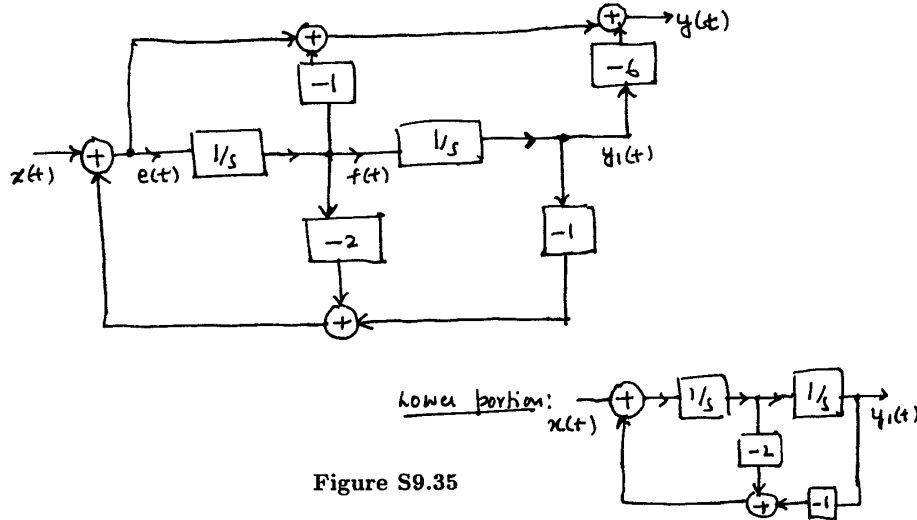 +
+
y(t)
-1
-6
x(t)
+
e(t)
1/s
f(t)
1/s
y1(t)
-2
-1
+
Lower portion:
x(t)
+
1/s
1/s
y1(t)
-2
+
-1
Figure S9.35